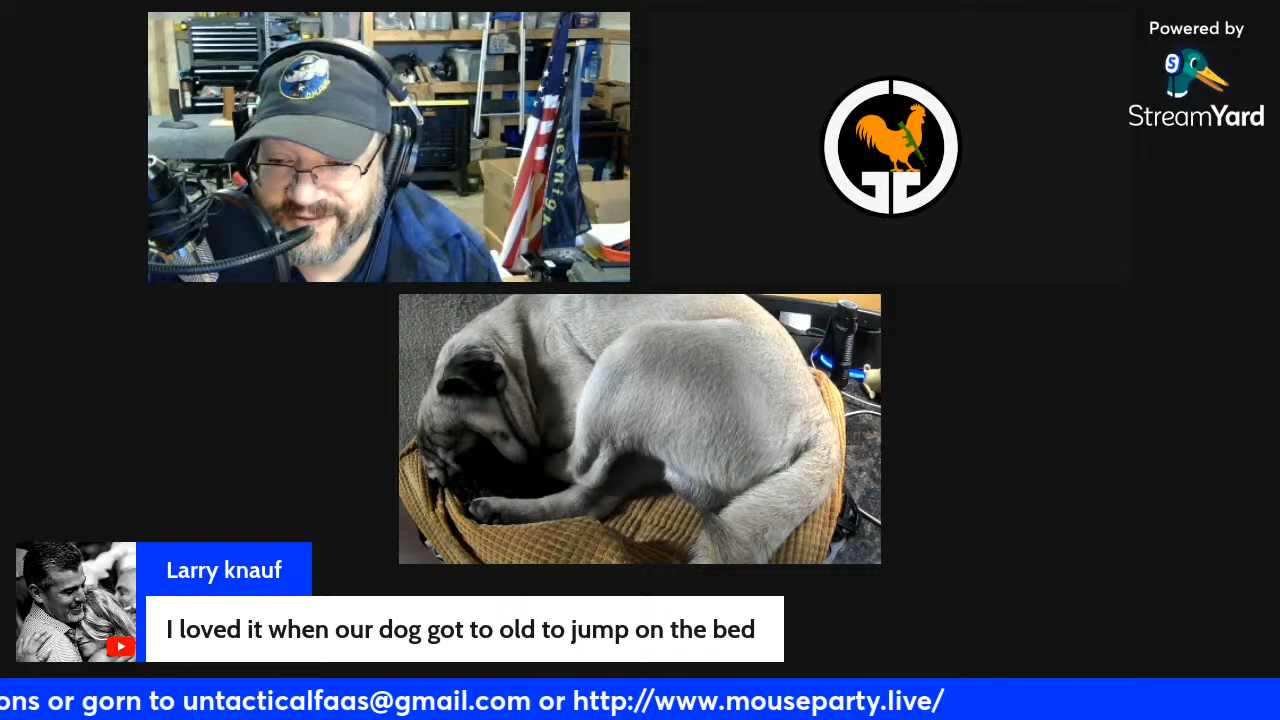 Powered by
S
StreamYard
GG
Larry knauf
I loved it when our dog got to old to jump on the bed
ons or gorn to untacticalfaas@gmail.com or http://www.mouseparty.live/